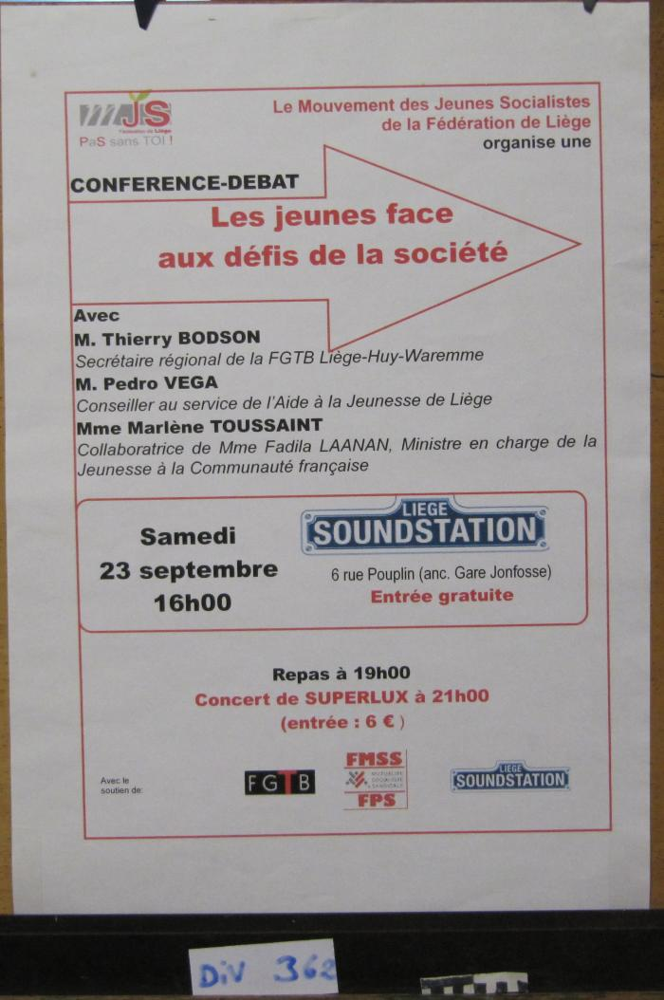 mJS
Fédération de Liège
PaS sans TOI !
Le Mouvement des Jeunes Socialistes
de la Fédération de Liège
organise une
CONFERENCE-DEBAT
Les jeunes face
aux défis de la société
Avec
M. Thierry BODSON
Secrétaire régional de la FGTB Liège-Huy-Waremme
M. Pedro VEGA
Conseiller au service de l'Aide à la Jeunesse de Liège
Mme Marlène TOUSSAINT
Collaboratrice de Mme Fadila LAANAN, Ministre en charge de la
Jeunesse à la Communauté française
Samedi
23 septembre
16h00
LIEGE
SOUNDSTATION
6 rue Pouplin (anc. Gare Jonfosse)
Entrée gratuite
Repas à 19h00
Concert de SUPERLUX à 21h00
(entrée : 6 € )
Avec le
soutien de:
FGTB
FMSS
MUTUALITE
SOCIALISTE
& SYNDICALE
FPS
LIEGE
SOUNDSTATION
DiV 362